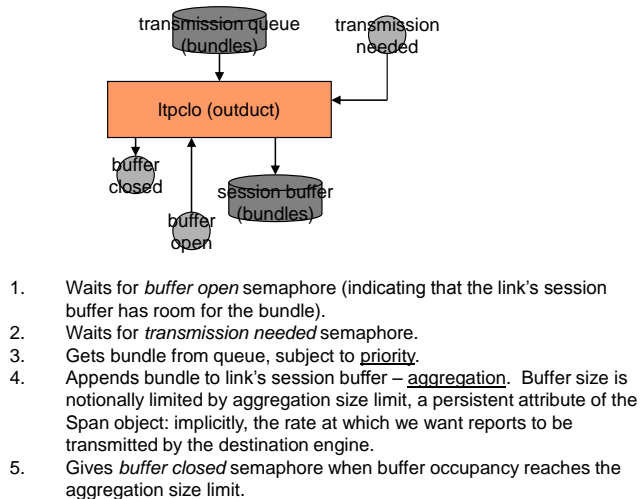 transmission queue
(bundles)
transmission
needed
ltpclo (outduct)
buffer
closed
session buffer
(bundles)
buffer
open
1. Waits for buffer open semaphore (indicating that the link's session
buffer has room for the bundle).
2. Waits for transmission needed semaphore.
3. Gets bundle from queue, subject to priority.
4. Appends bundle to link's session buffer – aggregation. Buffer size is
notionally limited by aggregation size limit, a persistent attribute of the
Span object: implicitly, the rate at which we want reports to be
transmitted by the destination engine.
5. Gives buffer closed semaphore when buffer occupancy reaches the
aggregation size limit.